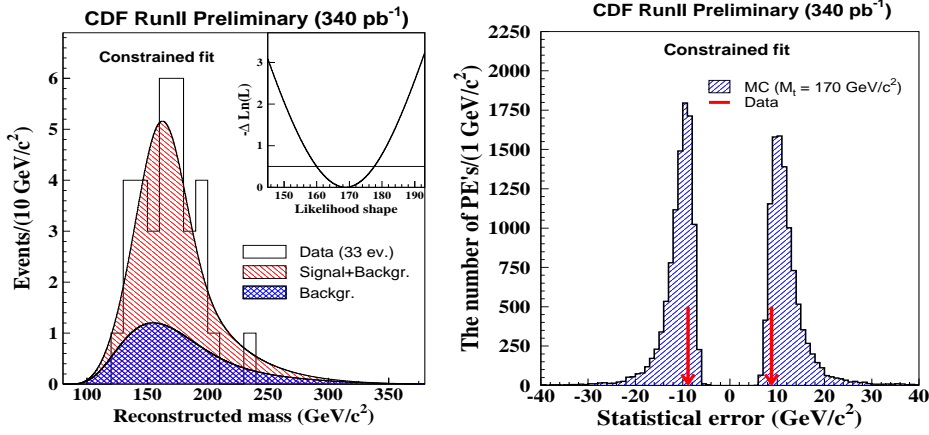 CDF RunII Preliminary (340 pb⁻¹)
Constrained fit
Events/(10 GeV/c²)
0
1
2
3
4
5
6
100
150
200
250
300
350
Reconstructed mass (GeV/c²)
-Δ Ln(L)
0
1
2
3
150
160
170
180
190
Likelihood shape
Data (33 ev.)
Signal+Backgr.
Backgr.
CDF RunII Preliminary (340 pb⁻¹)
Constrained fit
The number of PE's/(1 GeV/c²)
0
250
500
750
1000
1250
1500
1750
2000
2250
MC (Mₜ = 170 GeV/c²)
Data
-40
-30
-20
-10
0
10
20
30
40
Statistical error (GeV/c²)